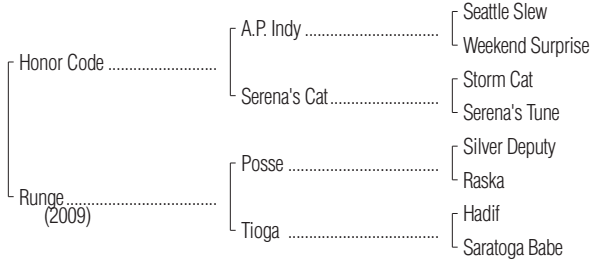 Seattle Slew
A.P. Indy ..............................
Weekend Surprise
Honor Code ........................
Storm Cat
Serena's Cat........................
Serena's Tune
Silver Deputy
Posse .................................
Raska
Runge.................................
(2009)
Hadif
Tioga .................................
Saratoga Babe